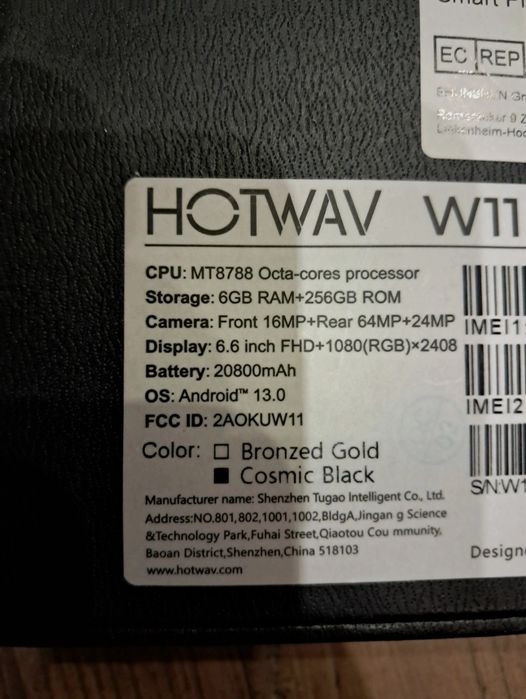 Smart
EC REP
HOTWAV W11
CPU: MT8788 Octa-cores processor
Storage: 6GB RAM+256GB ROM
Camera: Front 16MP+Rear 64MP+24MP
IMEI1
Display: 6.6 inch FHD+1080(RGB)×2408
Battery: 20800mAh
OS: Android™ 13.0
IMEI2
FCC ID: 2AOKUW11
Color: □ Bronzed Gold
■ Cosmic Black
S/N:W1
Manufacturer name: Shenzhen Tugao Intelligent Co., Ltd.
Address:NO.801,802,1001,1002,BldgA,Jingan g Science
&Technology Park,Fuhai Street,Qiaotou Cou mmunity,
Baoan District,Shenzhen,China 518103
Designe
www.hotwav.com